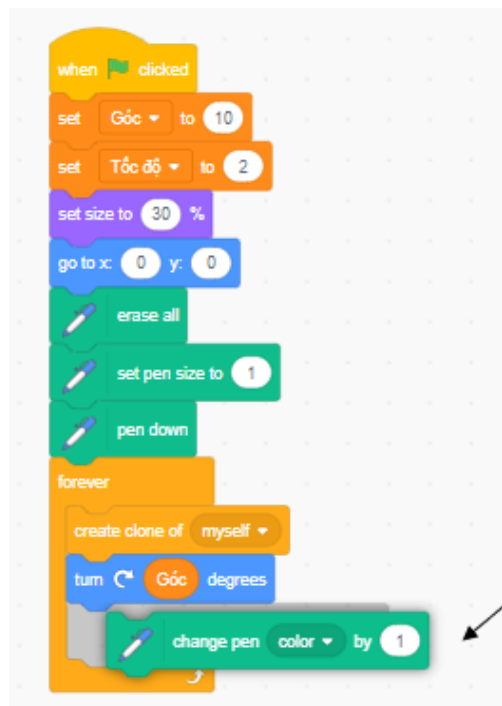 when clicked
set Góc to 10
set Tốc độ to 2
set size to 30 %
go to x: 0 y: 0
erase all
set pen size to 1
pen down
forever
create clone of myself
turn Góc degrees
change pen color by 1